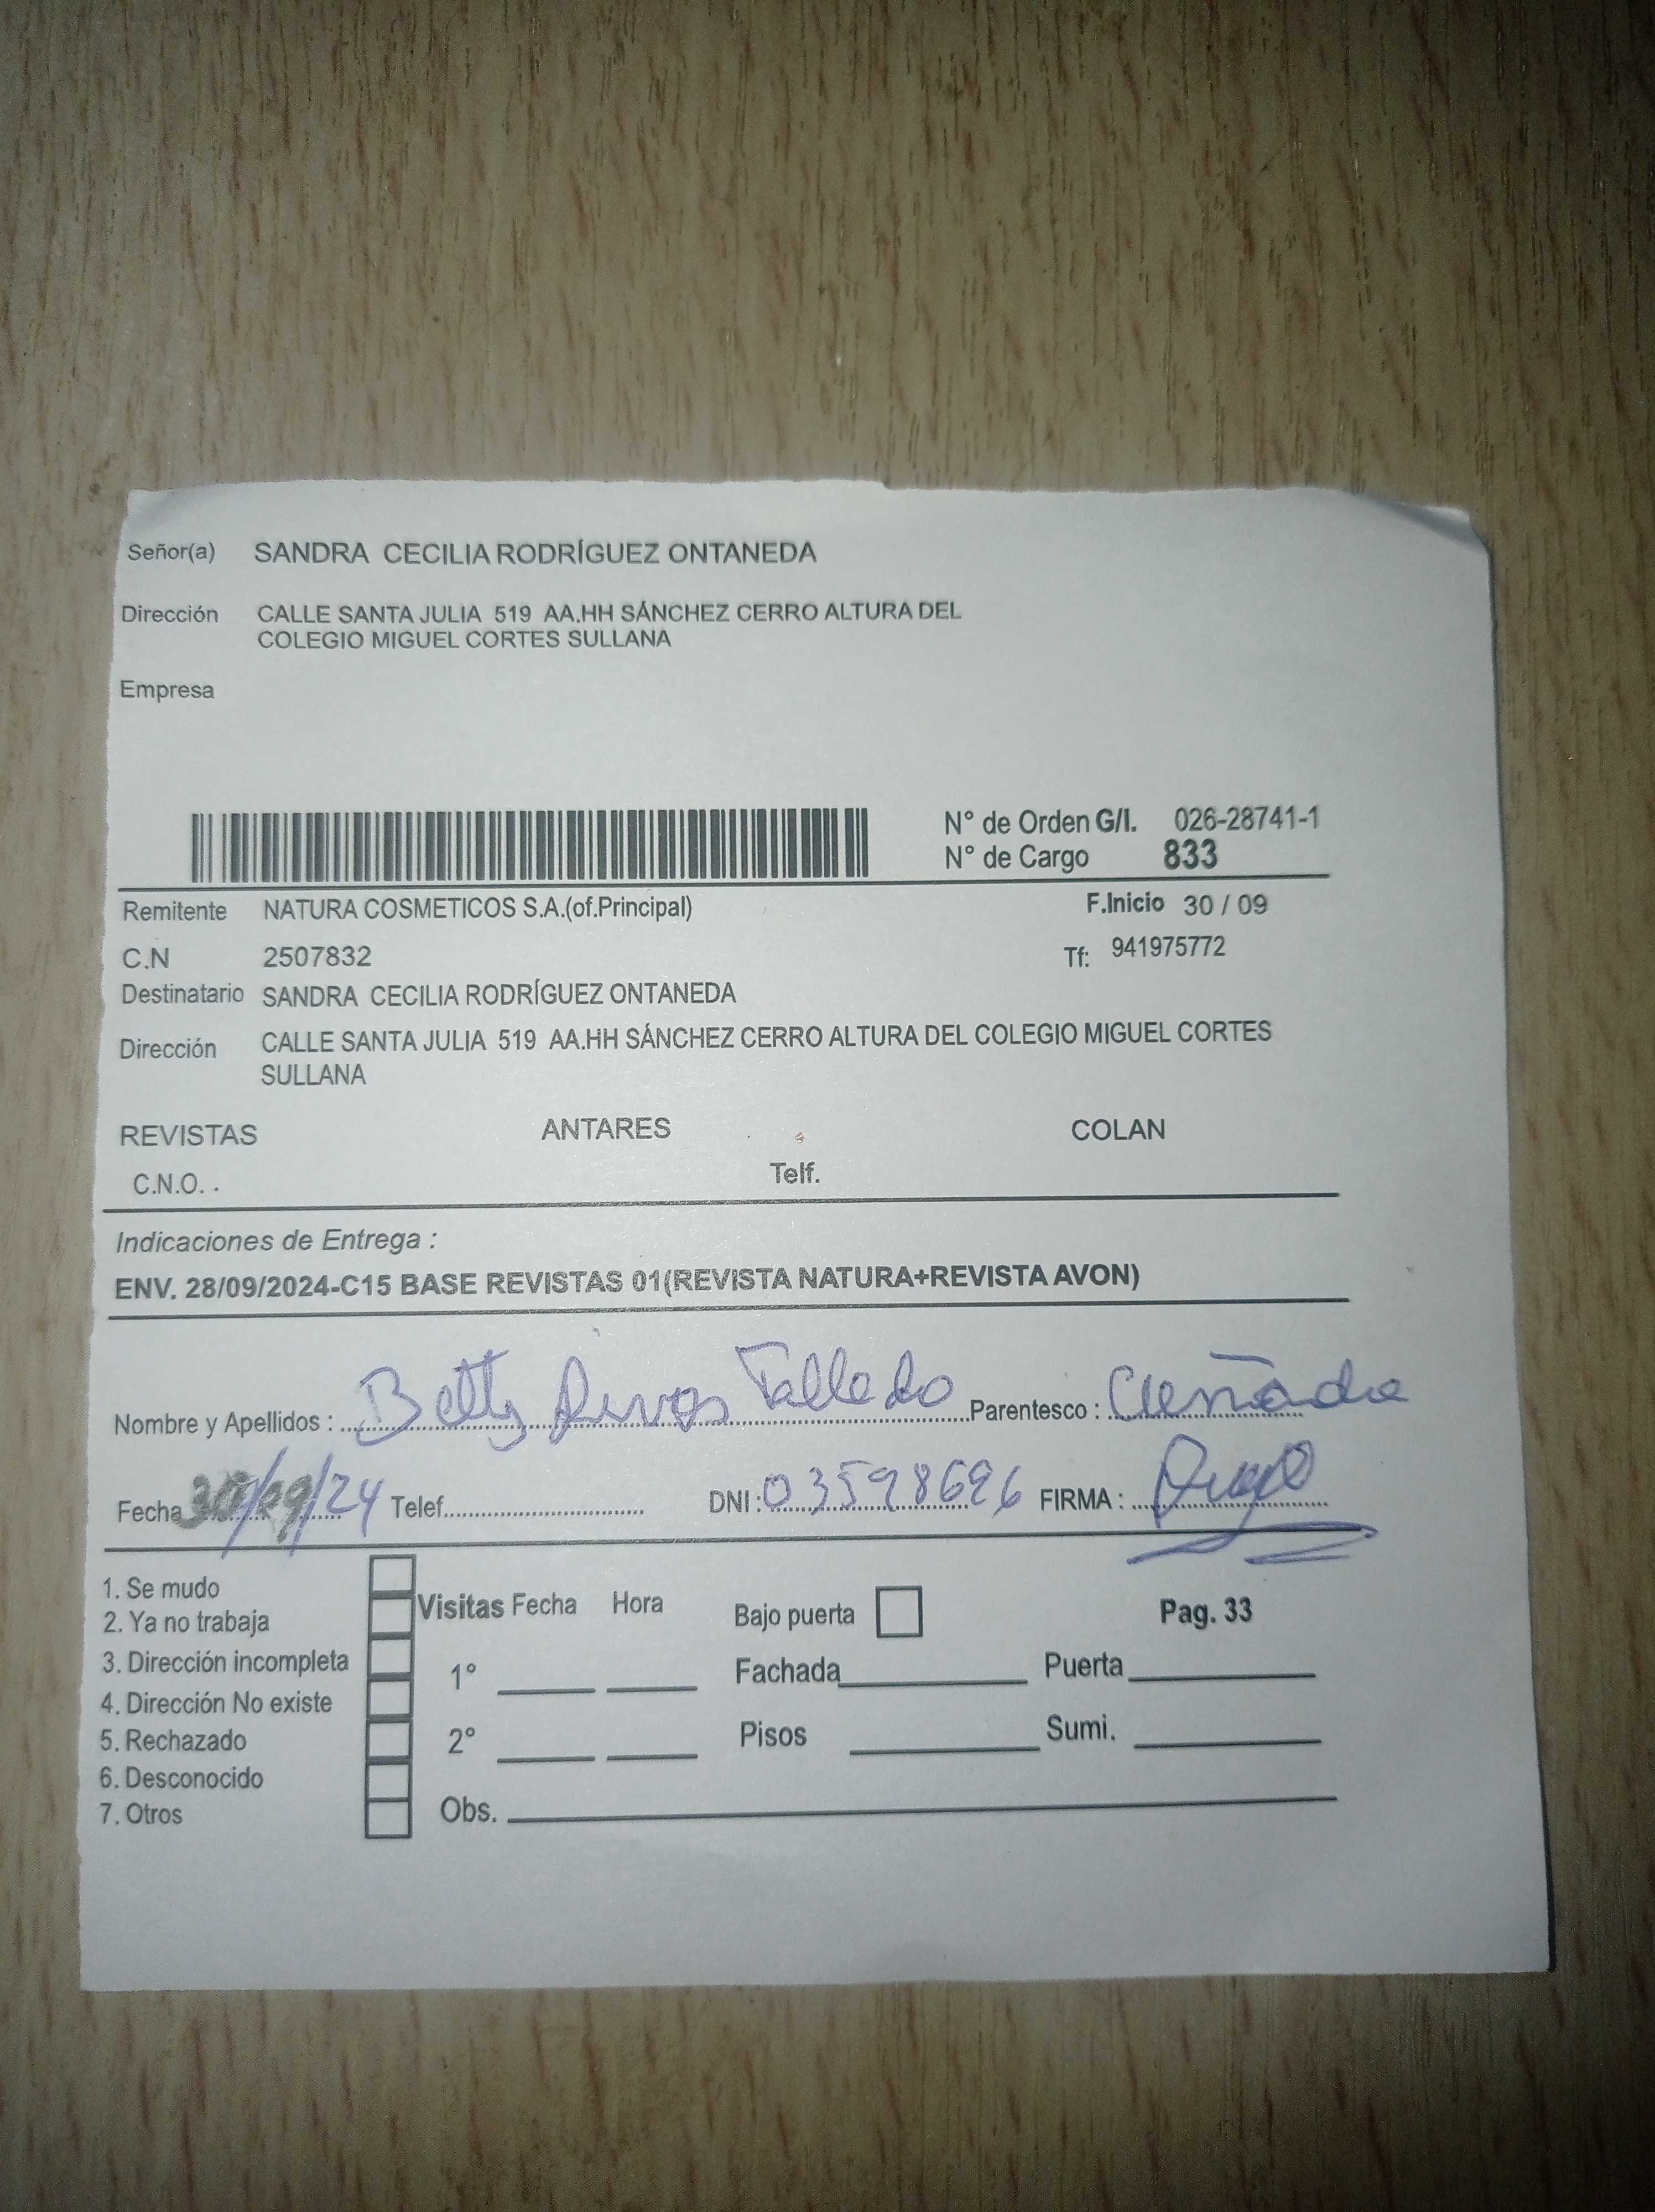 Señor(a) SANDRA CECILIA RODRÍGUEZ ONTANEDA
Dirección CALLE SANTA JULIA 519 AA.HH SÁNCHEZ CERRO ALTURA DEL
COLEGIO MIGUEL CORTES SULLANA
Empresa
N° de Orden G/I. 026-28741-1
N° de Cargo 833
Remitente NATURA COSMETICOS S.A.(of.Principal) F.Inicio 30 / 09
C.N 2507832 Tf: 941975772
Destinatario SANDRA CECILIA RODRÍGUEZ ONTANEDA
Dirección CALLE SANTA JULIA 519 AA.HH SÁNCHEZ CERRO ALTURA DEL COLEGIO MIGUEL CORTES
SULLANA
REVISTAS ANTARES COLAN
C.N.O. . Telf.
Indicaciones de Entrega :
ENV. 28/09/2024-C15 BASE REVISTAS 01(REVISTA NATURA+REVISTA AVON)
Nombre y Apellidos : Betty Rivas Talledo Parentesco : Cuñada
Fecha 30/09/24 Telef. DNI: 03598696 FIRMA :
1. Se mudo
2. Ya no trabaja
3. Dirección incompleta
4. Dirección No existe
5. Rechazado
6. Desconocido
7. Otros
Visitas Fecha Hora Bajo puerta Pag. 33
1° Fachada Puerta
2° Pisos Sumi.
Obs.